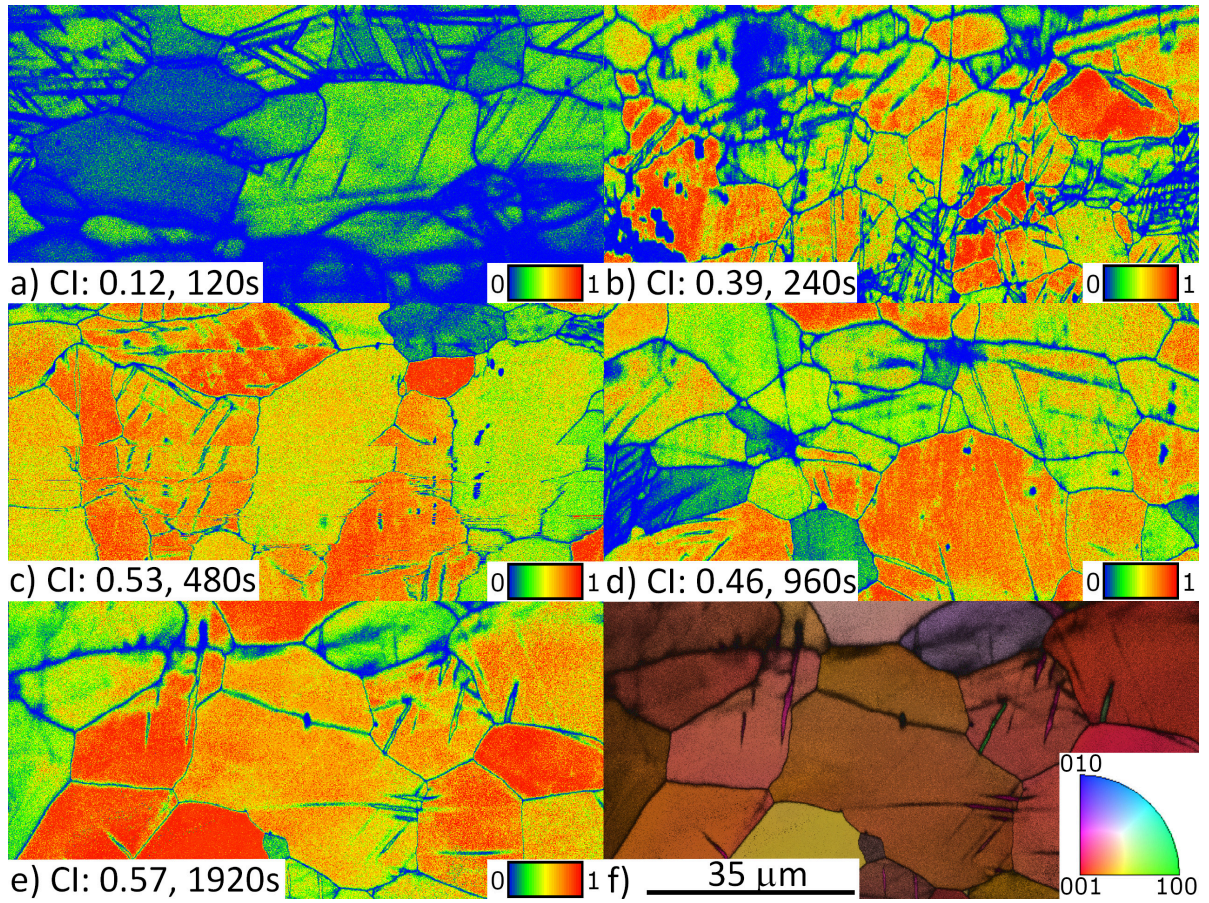 a) CI: 0.12, 120s 0 1
b) CI: 0.39, 240s 0 1
c) CI: 0.53, 480s 0 1
d) CI: 0.46, 960s 0 1
e) CI: 0.57, 1920s 0 1
f) 35 μm
010
001 100